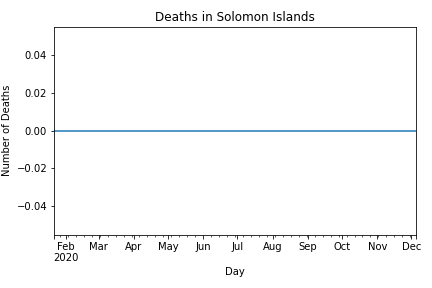 Deaths in Solomon Islands
Number of Deaths
0.04
0.02
0.00
−0.02
−0.04
Feb Mar Apr May Jun Jul Aug Sep Oct Nov Dec
2020
Day